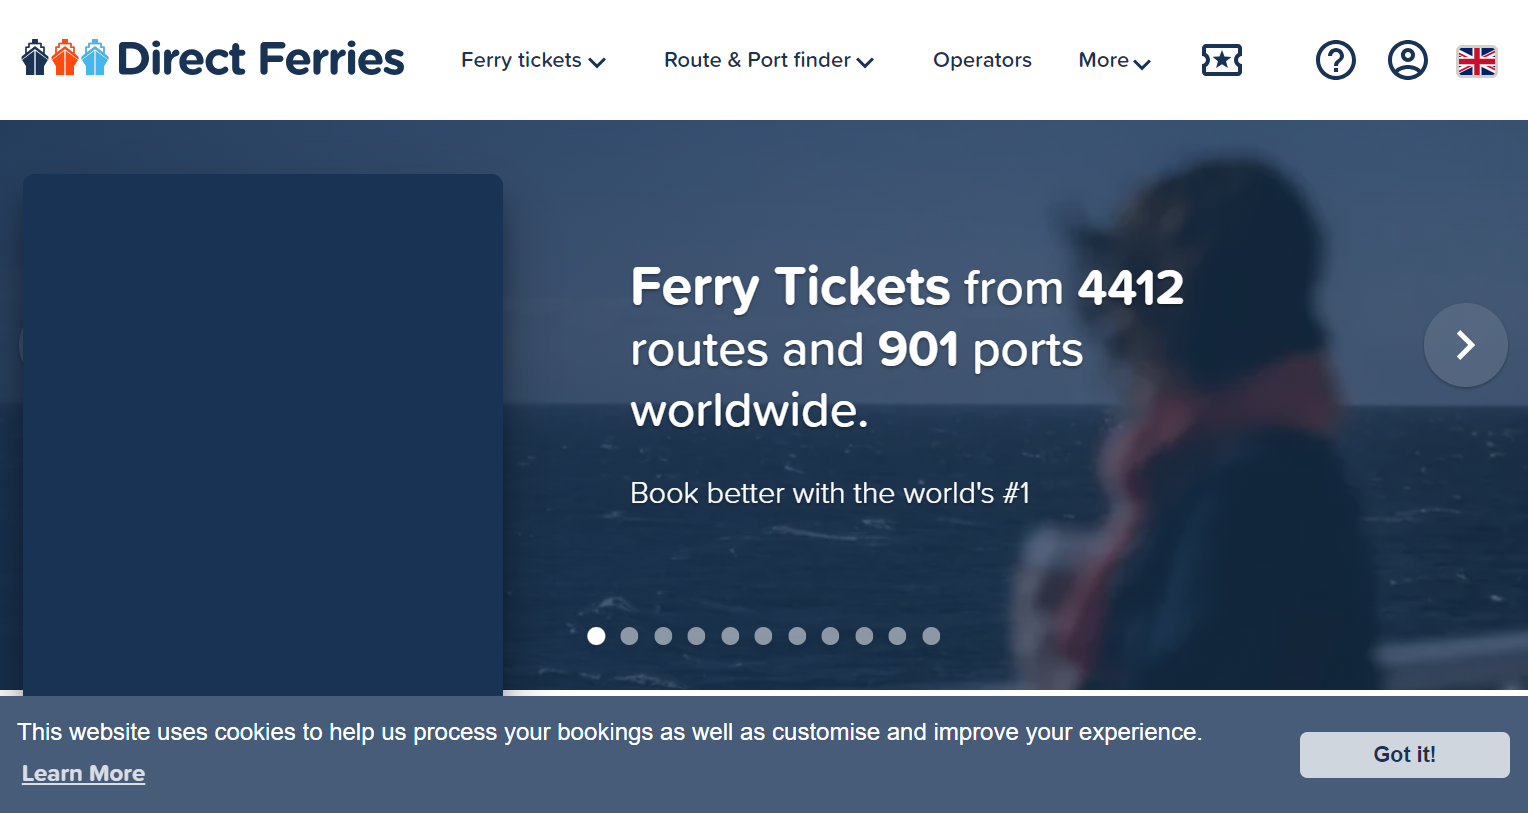 Direct Ferries
Ferry tickets
Route & Port finder
Operators
More
Ferry Tickets from 4412
routes and 901 ports
worldwide.
Book better with the world's #1
This website uses cookies to help us process your bookings as well as customise and improve your experience.
Learn More
Got it!